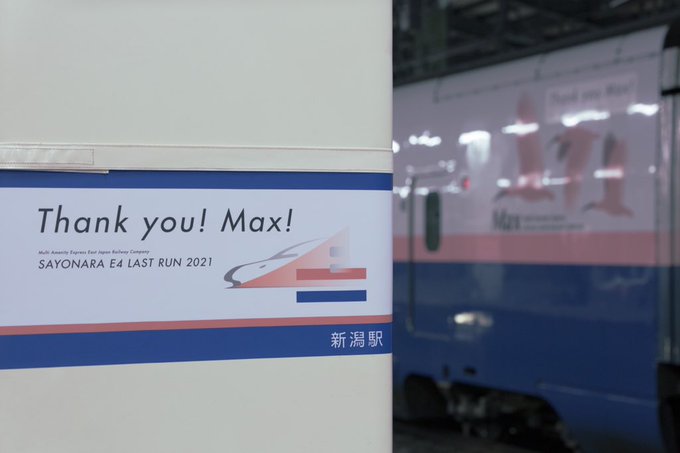 Thank you! Max!
Multi Amenity Express East Japan Railway Company
SAYONARA E4 LAST RUN 2021
新潟駅
Thank you Max!
Max